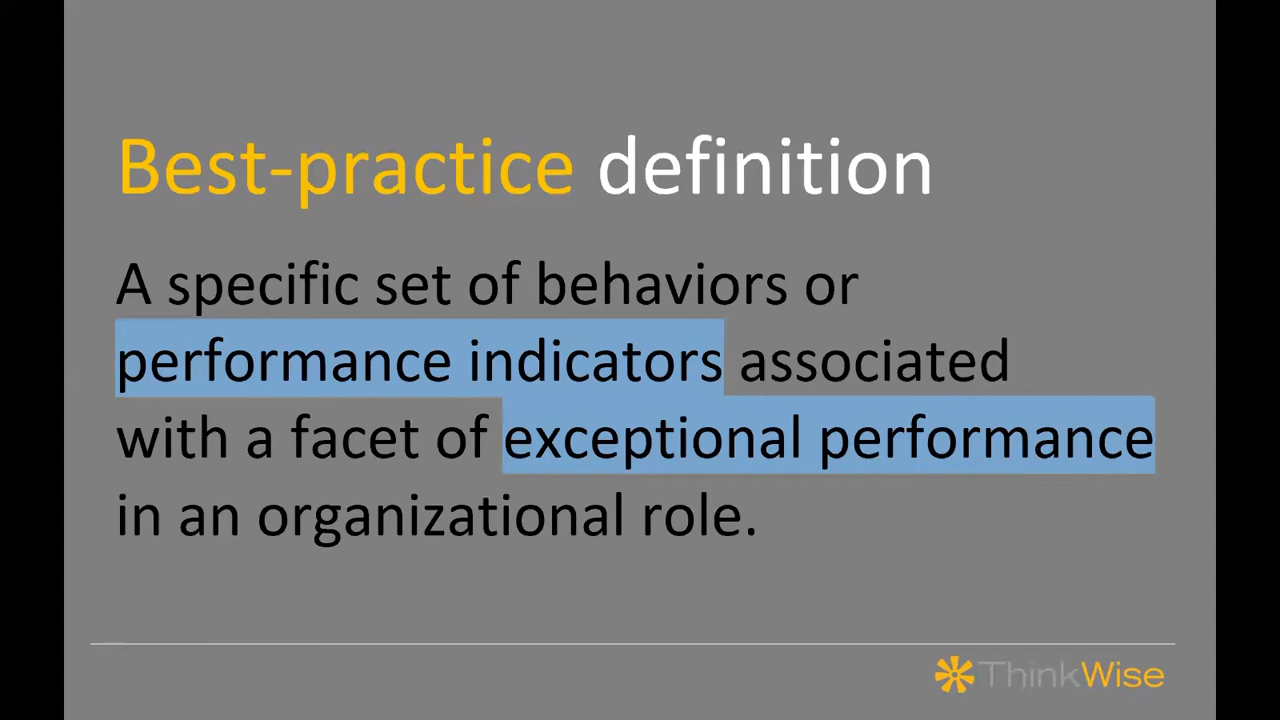 Best-practice definition
A specific set of behaviors or
performance indicators associated
with a facet of exceptional performance
in an organizational role.
ThinkWise